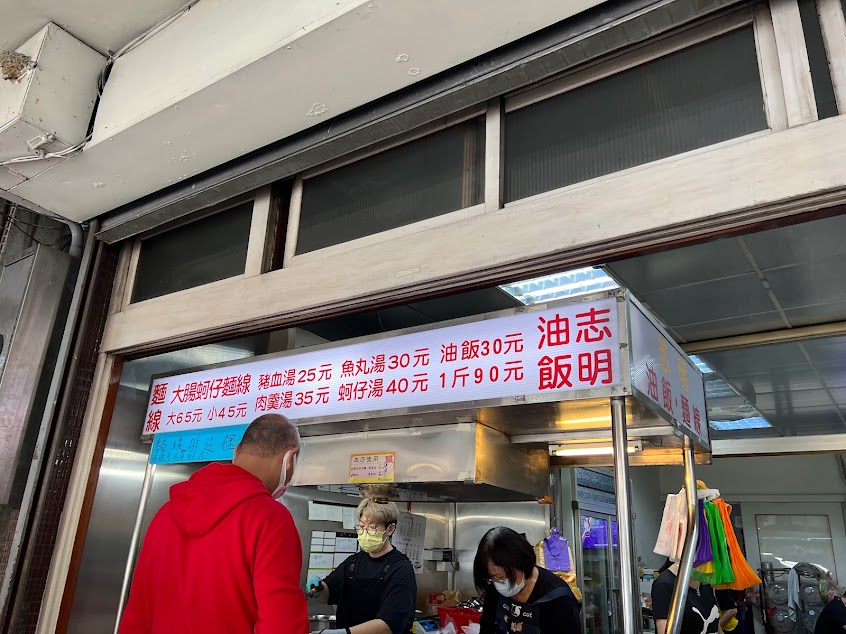 麵線
大腸蚵仔麵線
大65元 小45元
豬血湯25元 魚丸湯30元 油飯30元
肉羹湯35元 蚵仔湯40元 1斤90元
志明
油飯
志明
油飯·麵線